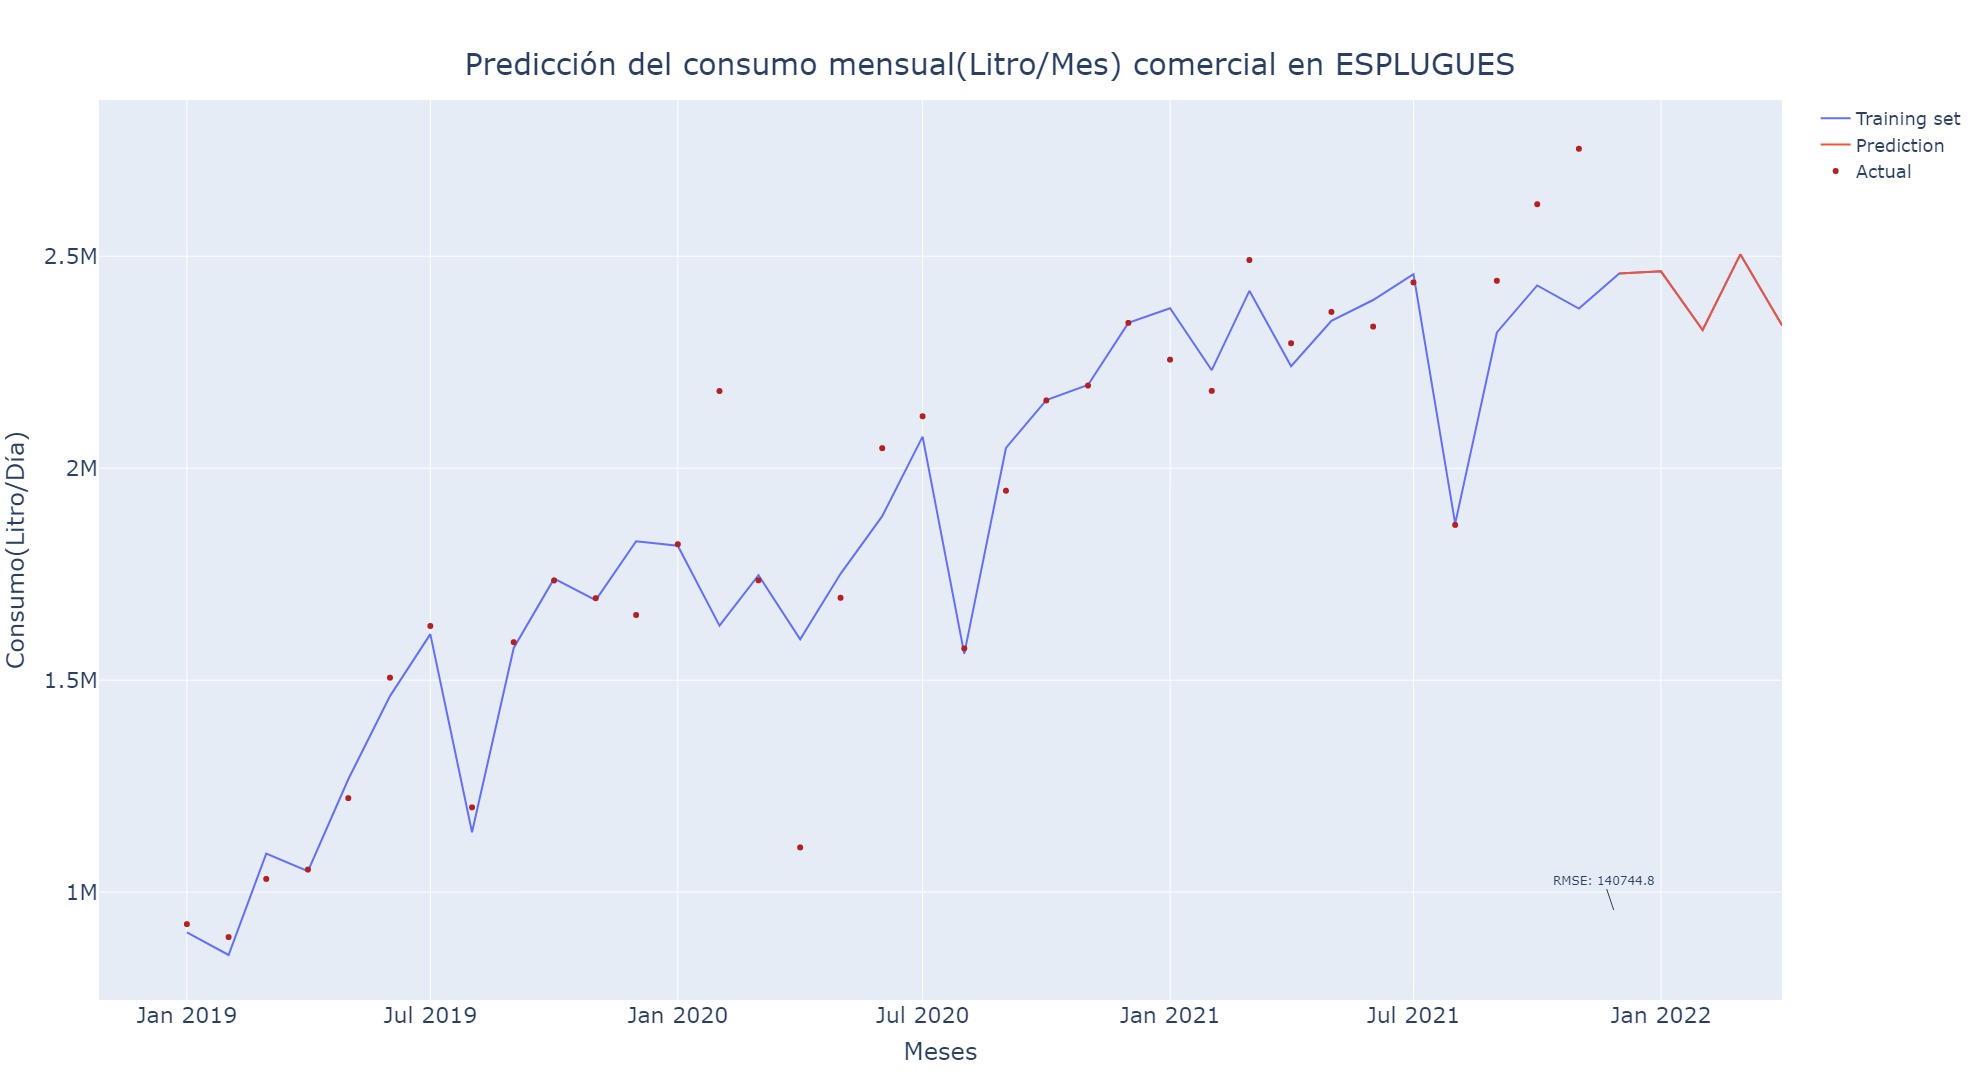 Predicción del consumo mensual(Litro/Mes) comercial en ESPLUGUES
Training set
Prediction
Actual
Consumo(Litro/Día)
2.5M
2M
1.5M
1M
RMSE: 140744.8
Jan 2019
Jul 2019
Jan 2020
Jul 2020
Jan 2021
Jul 2021
Jan 2022
Meses